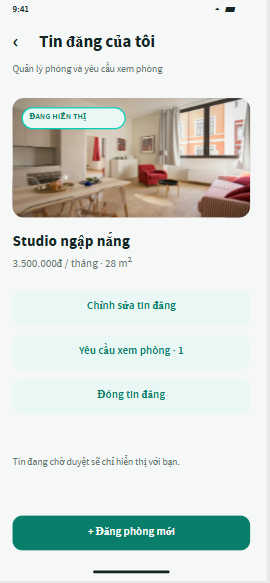 9:41
‹ Tin đăng của tôi
Quản lý phòng và yêu cầu xem phòng
ĐANG HIỂN THỊ
Studio ngập nắng
3.500.000đ / tháng · 28 m²
Chỉnh sửa tin đăng
Yêu cầu xem phòng · 1
Đóng tin đăng
Tin đang chờ duyệt sẽ chỉ hiển thị với bạn.
+ Đăng phòng mới